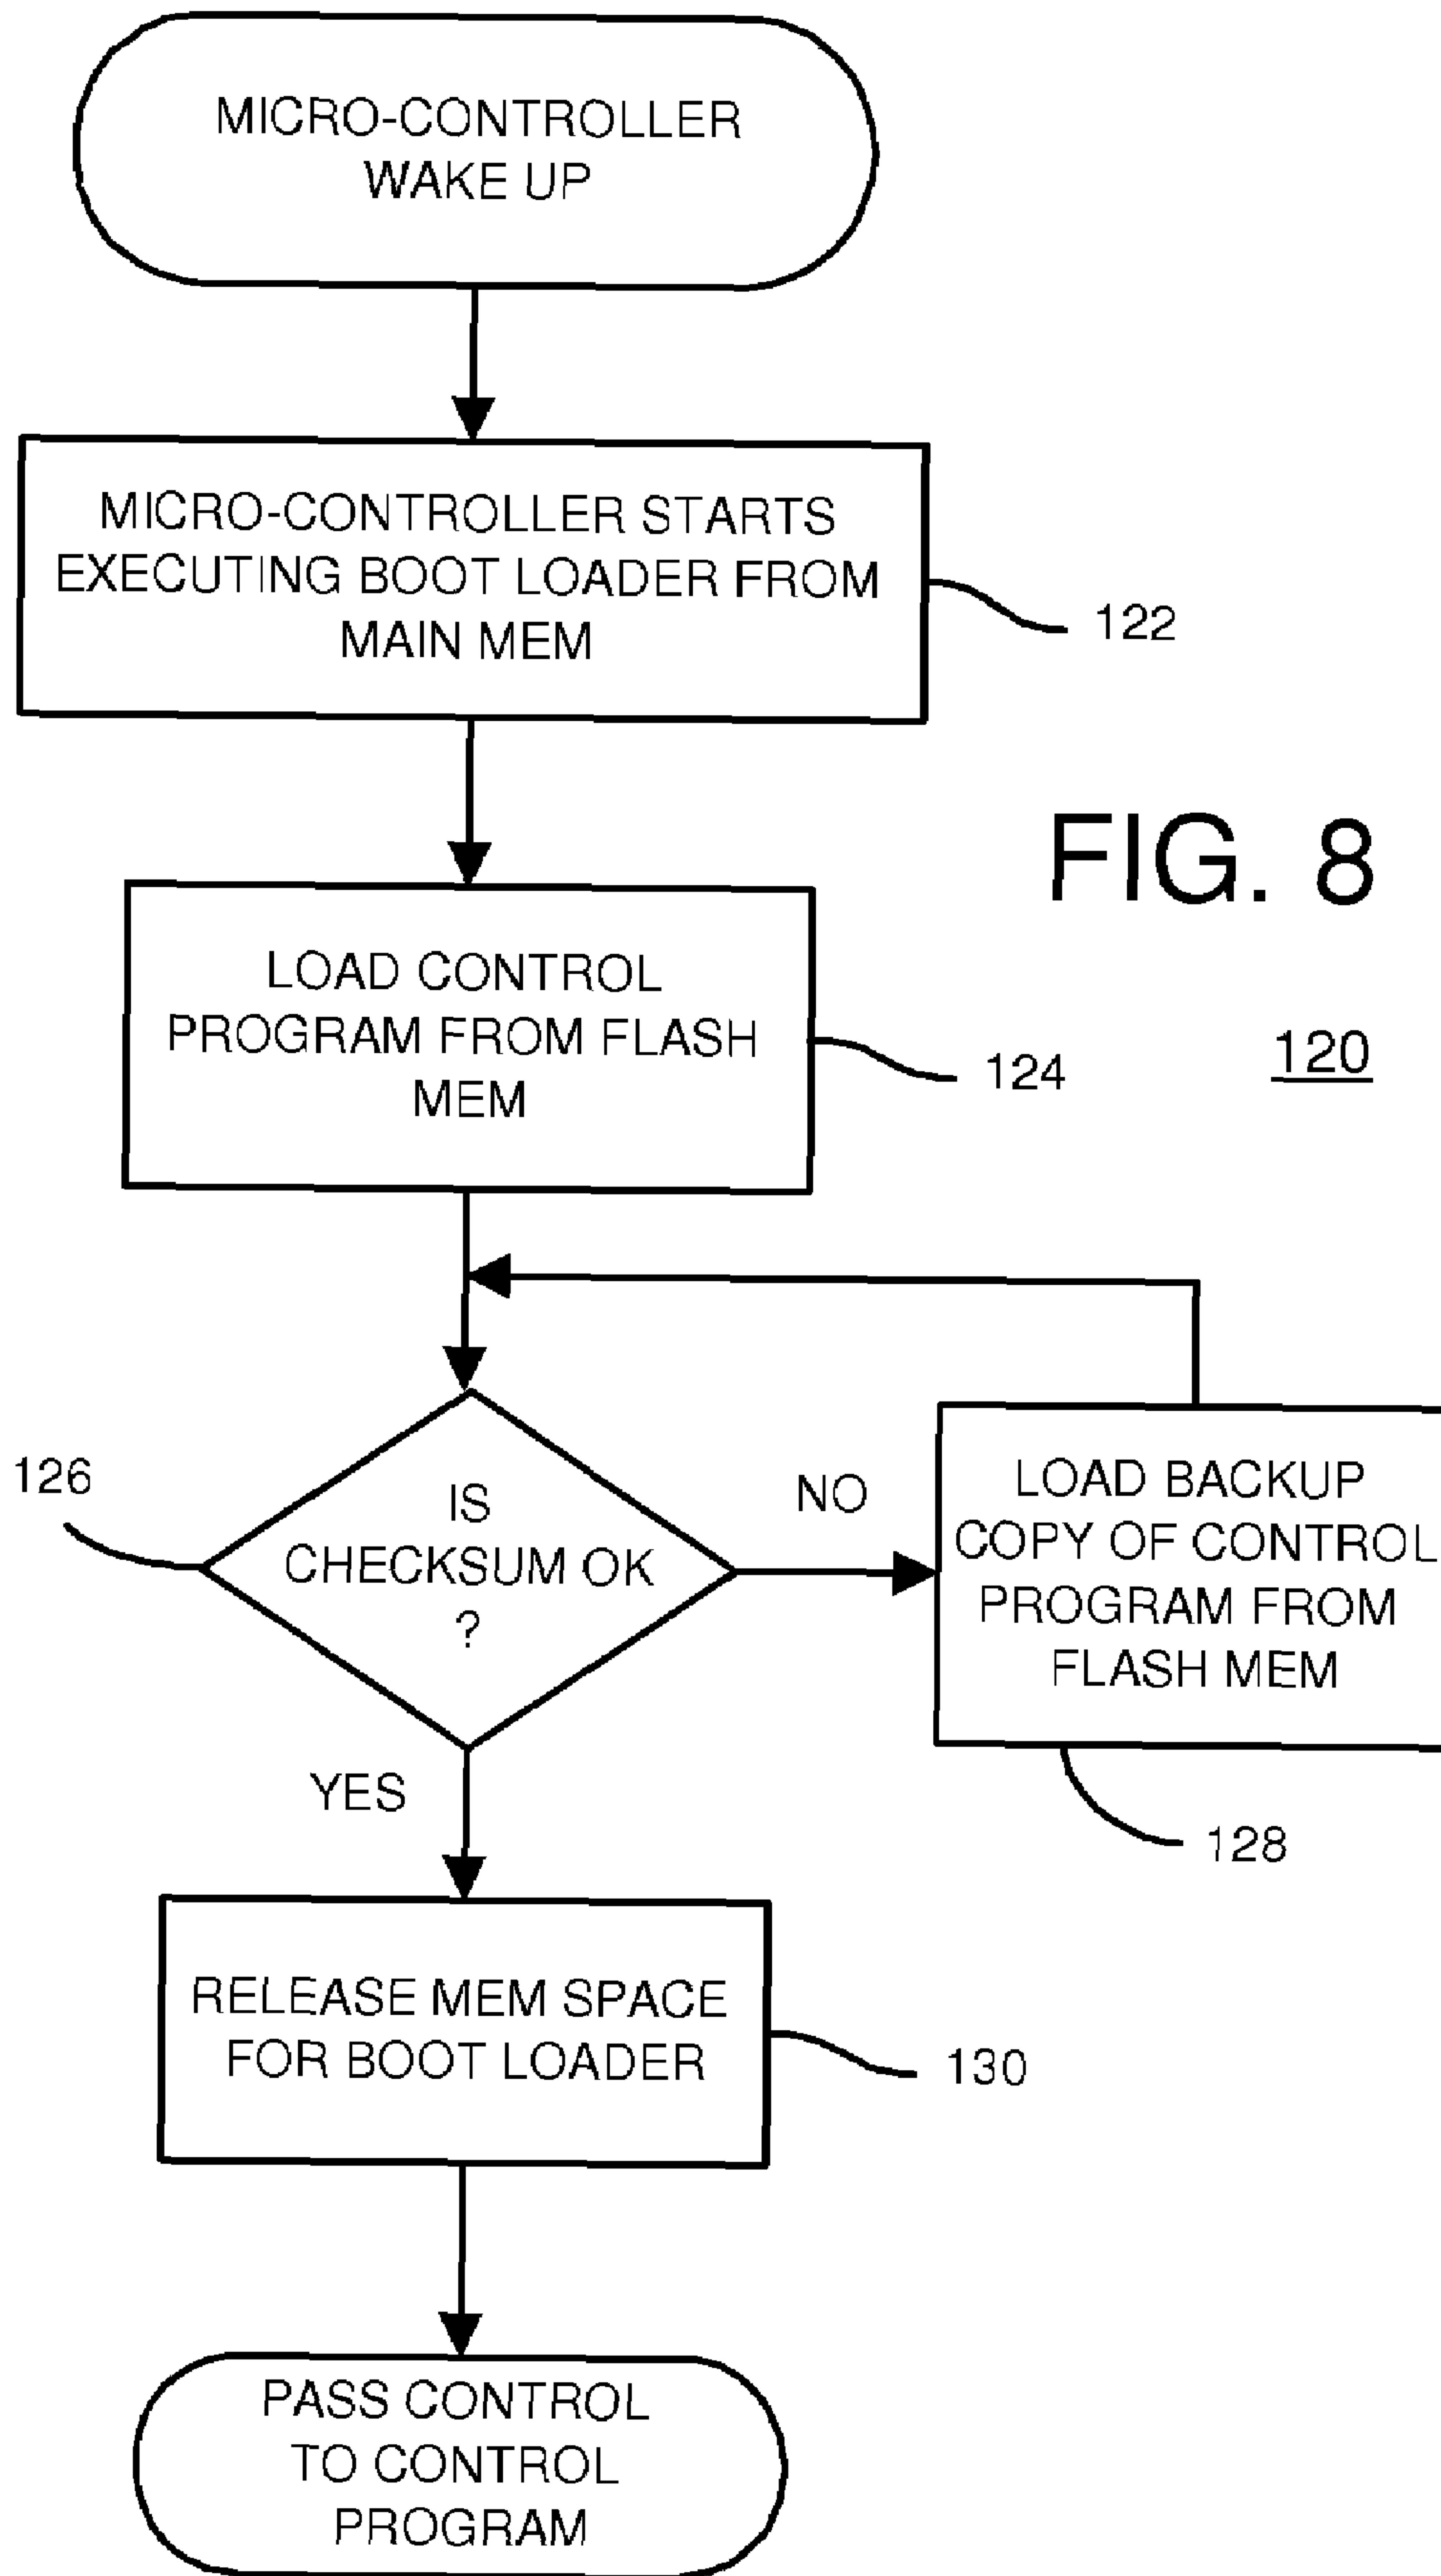 MICRO-CONTROLLER
WAKE UP
MICRO-CONTROLLER STARTS
EXECUTING BOOT LOADER FROM
MAIN MEM
122
FIG. 8
LOAD CONTROL
PROGRAM FROM FLASH
MEM
124
120
126
IS
CHECKSUM OK
?
NO
LOAD BACKUP
COPY OF CONTROL
PROGRAM FROM
FLASH MEM
YES
128
RELEASE MEM SPACE
FOR BOOT LOADER
130
PASS CONTROL
TO CONTROL
PROGRAM